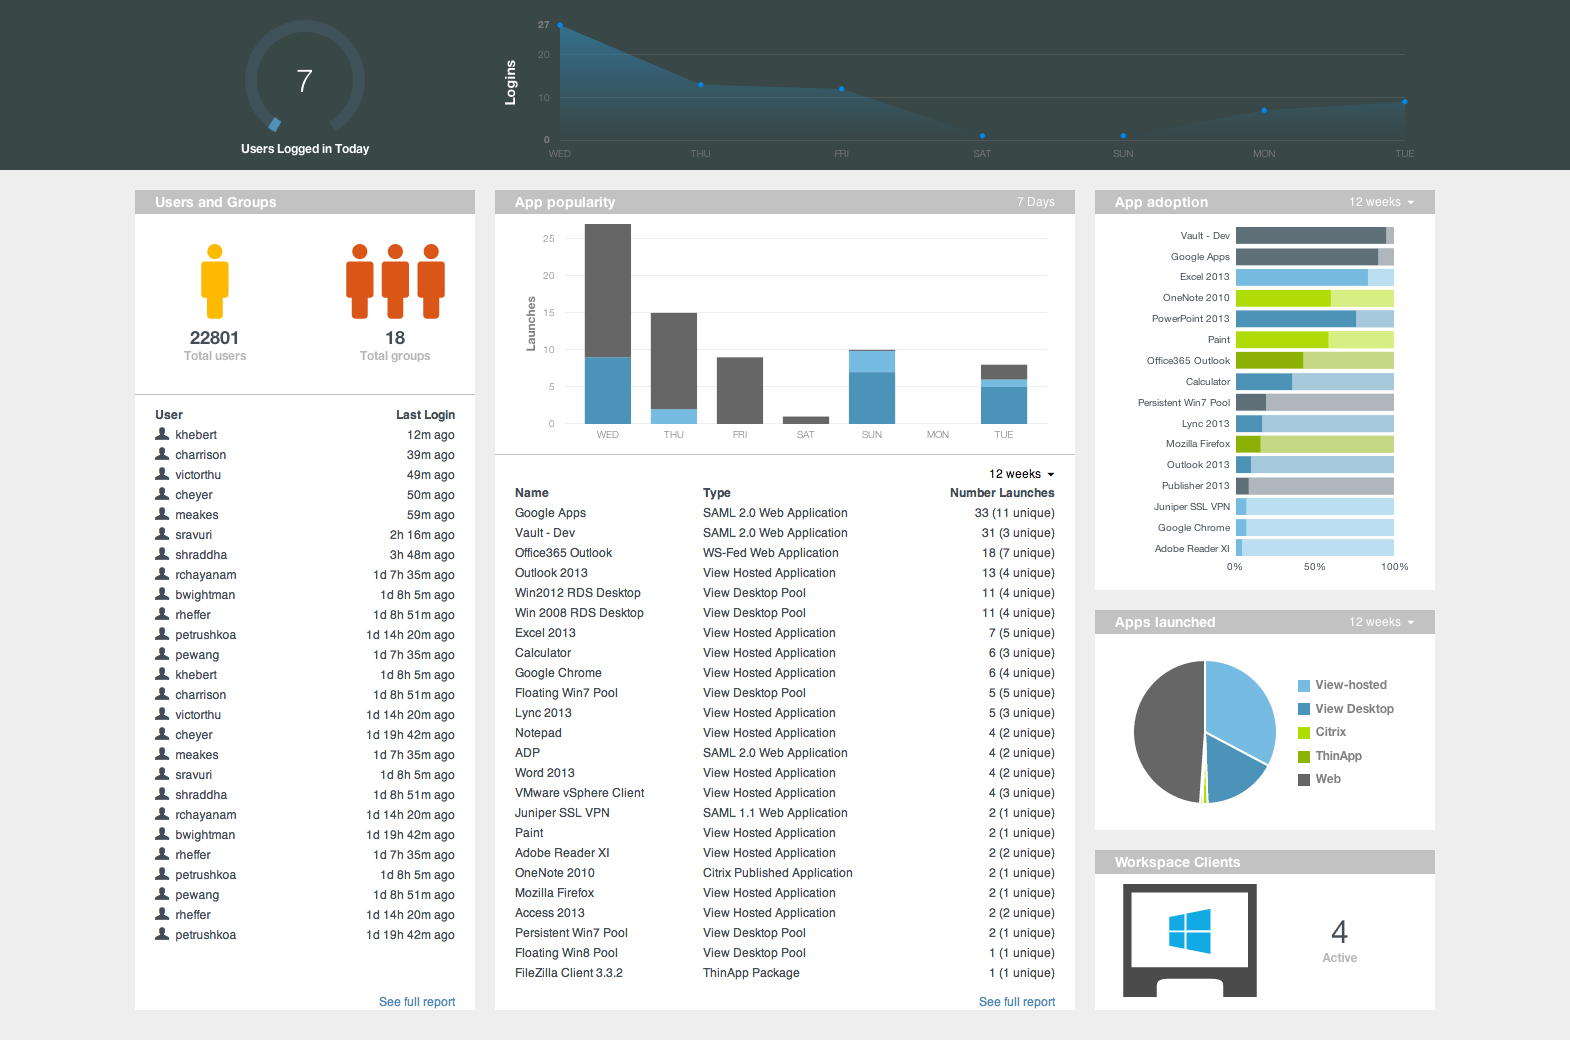 7
Users Logged in Today
Logins
27
20
10
0
WED THU FRI SAT SUN MON TUE
Users and Groups
22801
Total users
18
Total groups
User Last Login
khebert 12m ago
charrison 39m ago
victorthu 49m ago
cheyer 50m ago
meakes 59m ago
sravuri 2h 16m ago
shraddha 3h 48m ago
rchayanam 1d 7h 35m ago
bwightman 1d 8h 5m ago
rheffer 1d 8h 51m ago
petrushkoa 1d 14h 20m ago
pewang 1d 7h 35m ago
khebert 1d 8h 5m ago
charrison 1d 8h 51m ago
victorthu 1d 14h 20m ago
cheyer 1d 19h 42m ago
meakes 1d 7h 35m ago
sravuri 1d 8h 5m ago
shraddha 1d 8h 51m ago
rchayanam 1d 14h 20m ago
bwightman 1d 19h 42m ago
rheffer 1d 7h 35m ago
petrushkoa 1d 8h 5m ago
pewang 1d 8h 51m ago
rheffer 1d 14h 20m ago
petrushkoa 1d 19h 42m ago
See full report
App popularity 7 Days
Launches
25
20
15
10
5
0
WED THU FRI SAT SUN MON TUE
12 weeks
Name Type Number Launches
Google Apps SAML 2.0 Web Application 33 (11 unique)
Vault - Dev SAML 2.0 Web Application 31 (3 unique)
Office365 Outlook WS-Fed Web Application 18 (7 unique)
Outlook 2013 View Hosted Application 13 (4 unique)
Win2012 RDS Desktop View Desktop Pool 11 (4 unique)
Win 2008 RDS Desktop View Desktop Pool 11 (4 unique)
Excel 2013 View Hosted Application 7 (5 unique)
Calculator View Hosted Application 6 (3 unique)
Google Chrome View Hosted Application 6 (4 unique)
Floating Win7 Pool View Desktop Pool 5 (5 unique)
Lync 2013 View Hosted Application 5 (3 unique)
Notepad View Hosted Application 4 (2 unique)
ADP SAML 2.0 Web Application 4 (2 unique)
Word 2013 View Hosted Application 4 (2 unique)
VMware vSphere Client View Hosted Application 4 (3 unique)
Juniper SSL VPN SAML 1.1 Web Application 2 (1 unique)
Paint View Hosted Application 2 (1 unique)
Adobe Reader XI View Hosted Application 2 (2 unique)
OneNote 2010 Citrix Published Application 2 (1 unique)
Mozilla Firefox View Hosted Application 2 (1 unique)
Access 2013 View Hosted Application 2 (2 unique)
Persistent Win7 Pool View Desktop Pool 2 (1 unique)
Floating Win8 Pool View Desktop Pool 1 (1 unique)
FileZilla Client 3.3.2 ThinApp Package 1 (1 unique)
See full report
App adoption 12 weeks
Vault - Dev
Google Apps
Excel 2013
OneNote 2010
PowerPoint 2013
Paint
Office365 Outlook
Calculator
Persistent Win7 Pool
Lync 2013
Mozilla Firefox
Outlook 2013
Publisher 2013
Juniper SSL VPN
Google Chrome
Adobe Reader XI
0% 50% 100%
Apps launched 12 weeks
View-hosted
View Desktop
Citrix
ThinApp
Web
Workspace Clients
4
Active